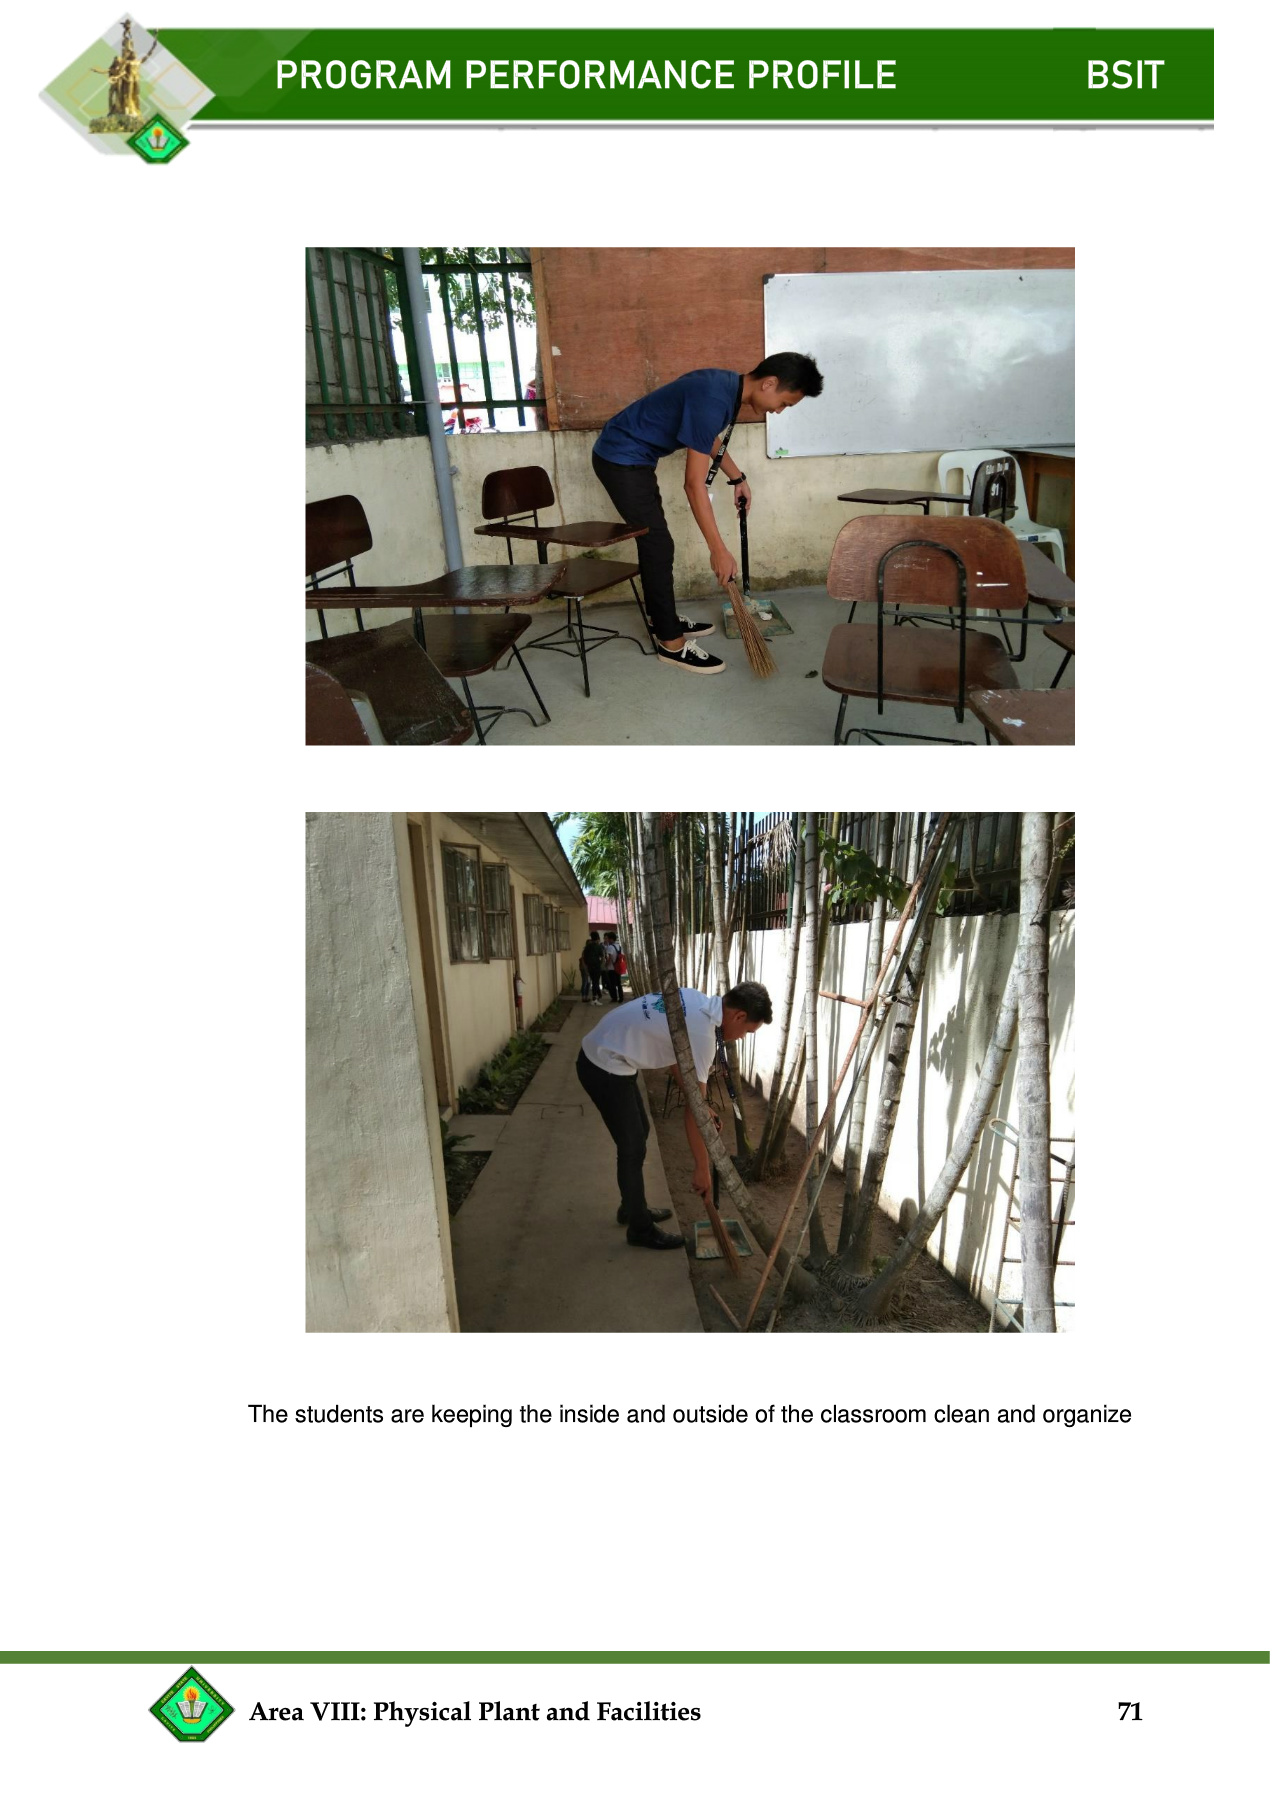 PROGRAM PERFORMANCE PROFILE BSIT
The students are keeping the inside and outside of the classroom clean and organize
Area VIII: Physical Plant and Facilities 71